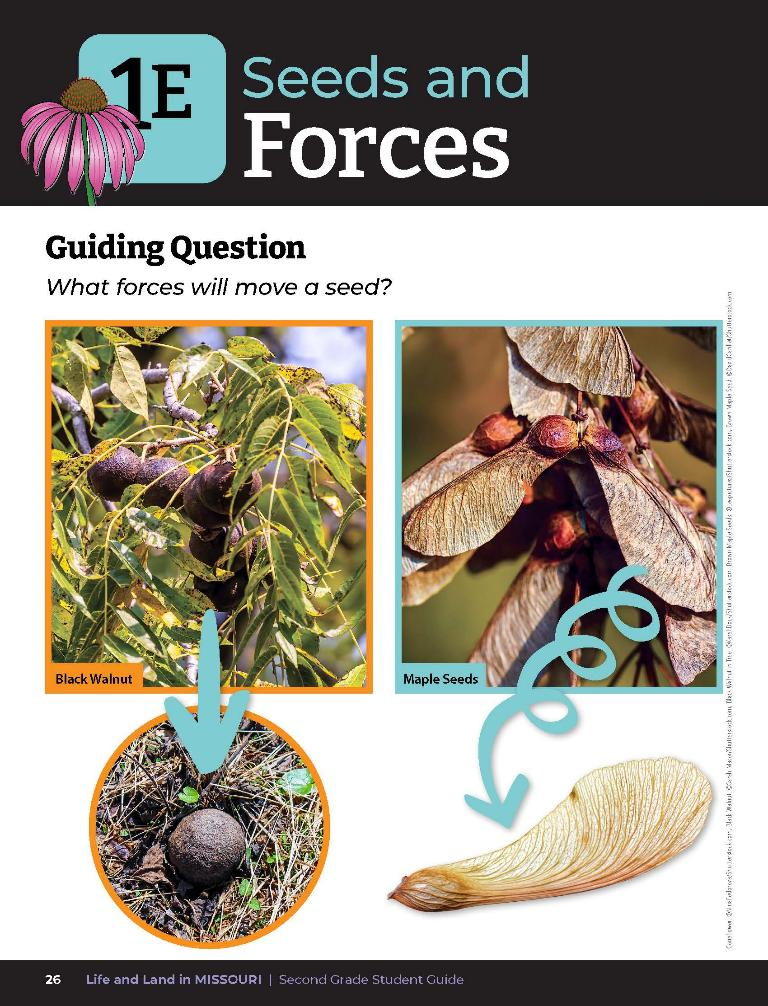 1E
Seeds and
Forces
Guiding Question
What forces will move a seed?
Black Walnut
Maple Seeds
26 Life and Land in MISSOURI | Second Grade Student Guide